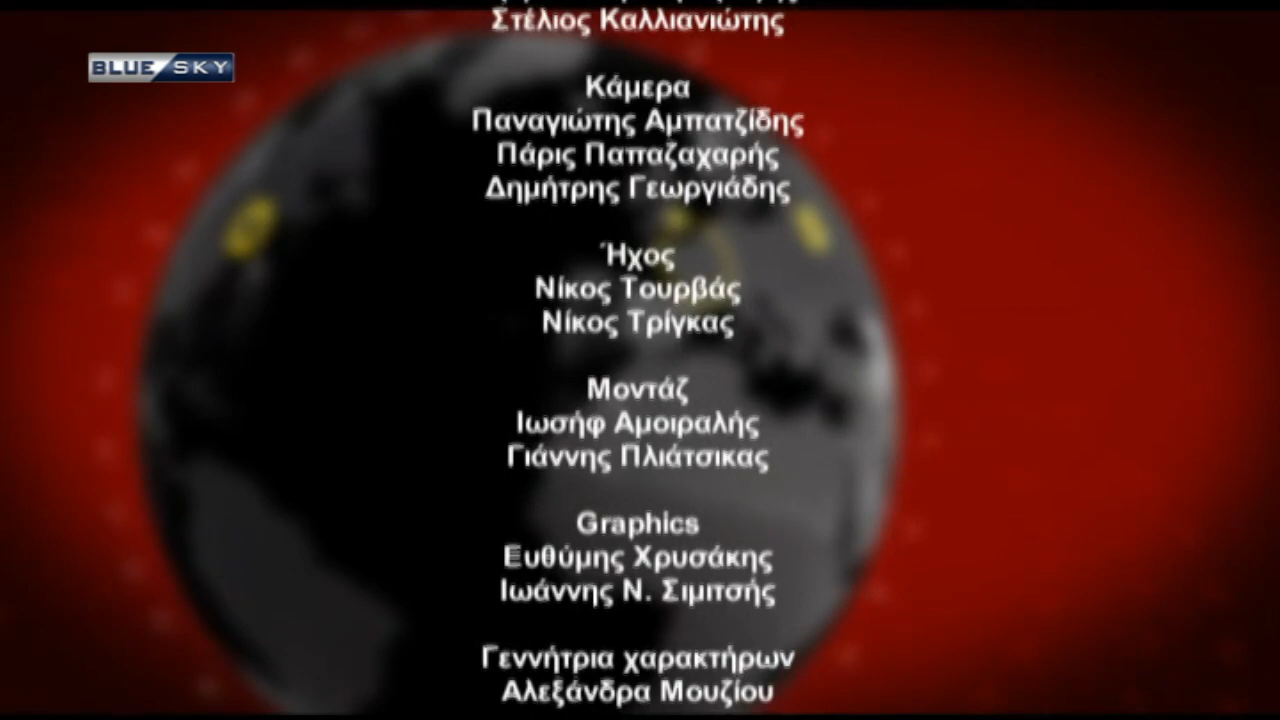 Στέλιος Καλλιανιώτης
BLUE SKY
Κάμερα
Παναγιώτης Αμπατζίδης
Πάρις Παπαζαχαρής
Δημήτρης Γεωργιάδης
Ήχος
Νίκος Τουρβάς
Νίκος Τρίγκας
Μοντάζ
Ιωσήφ Αμοιραλής
Γιάννης Πλιάτσικας
Graphics
Ευθύμης Χρυσάκης
Ιωάννης Ν. Σιμιτσής
Γεννήτρια χαρακτήρων
Αλεξάνδρα Μουζίου